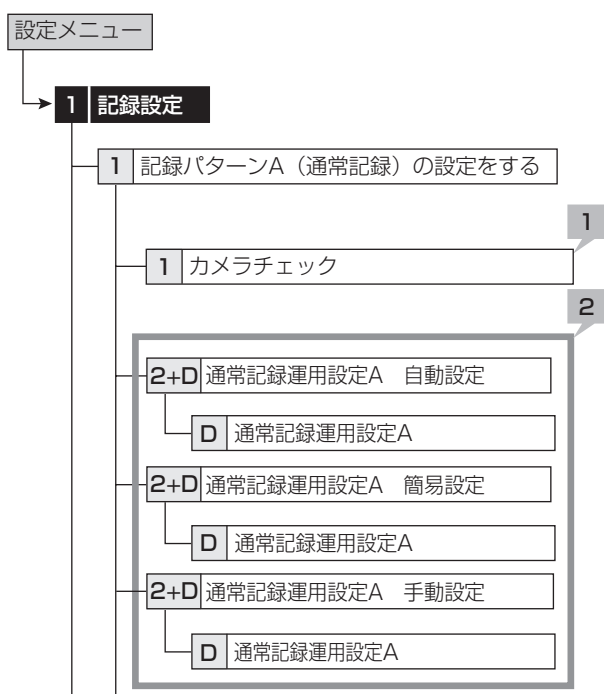 設定メニュー
1 記録設定
1 記録パターンA（通常記録）の設定をする
1
1 カメラチェック
2
2+D 通常記録運用設定A　自動設定
D 通常記録運用設定A
2+D 通常記録運用設定A　簡易設定
D 通常記録運用設定A
2+D 通常記録運用設定A　手動設定
D 通常記録運用設定A